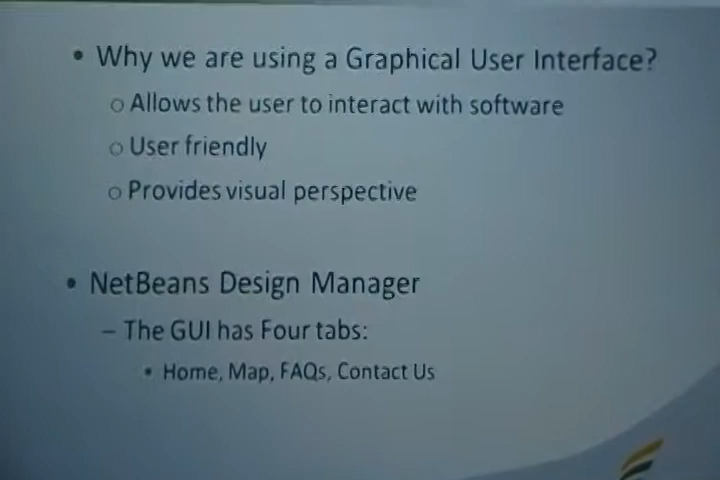 • Why we are using a Graphical User Interface?
o Allows the user to interact with software
o User friendly
o Provides visual perspective
• NetBeans Design Manager
– The GUI has Four tabs:
• Home, Map, FAQs, Contact Us